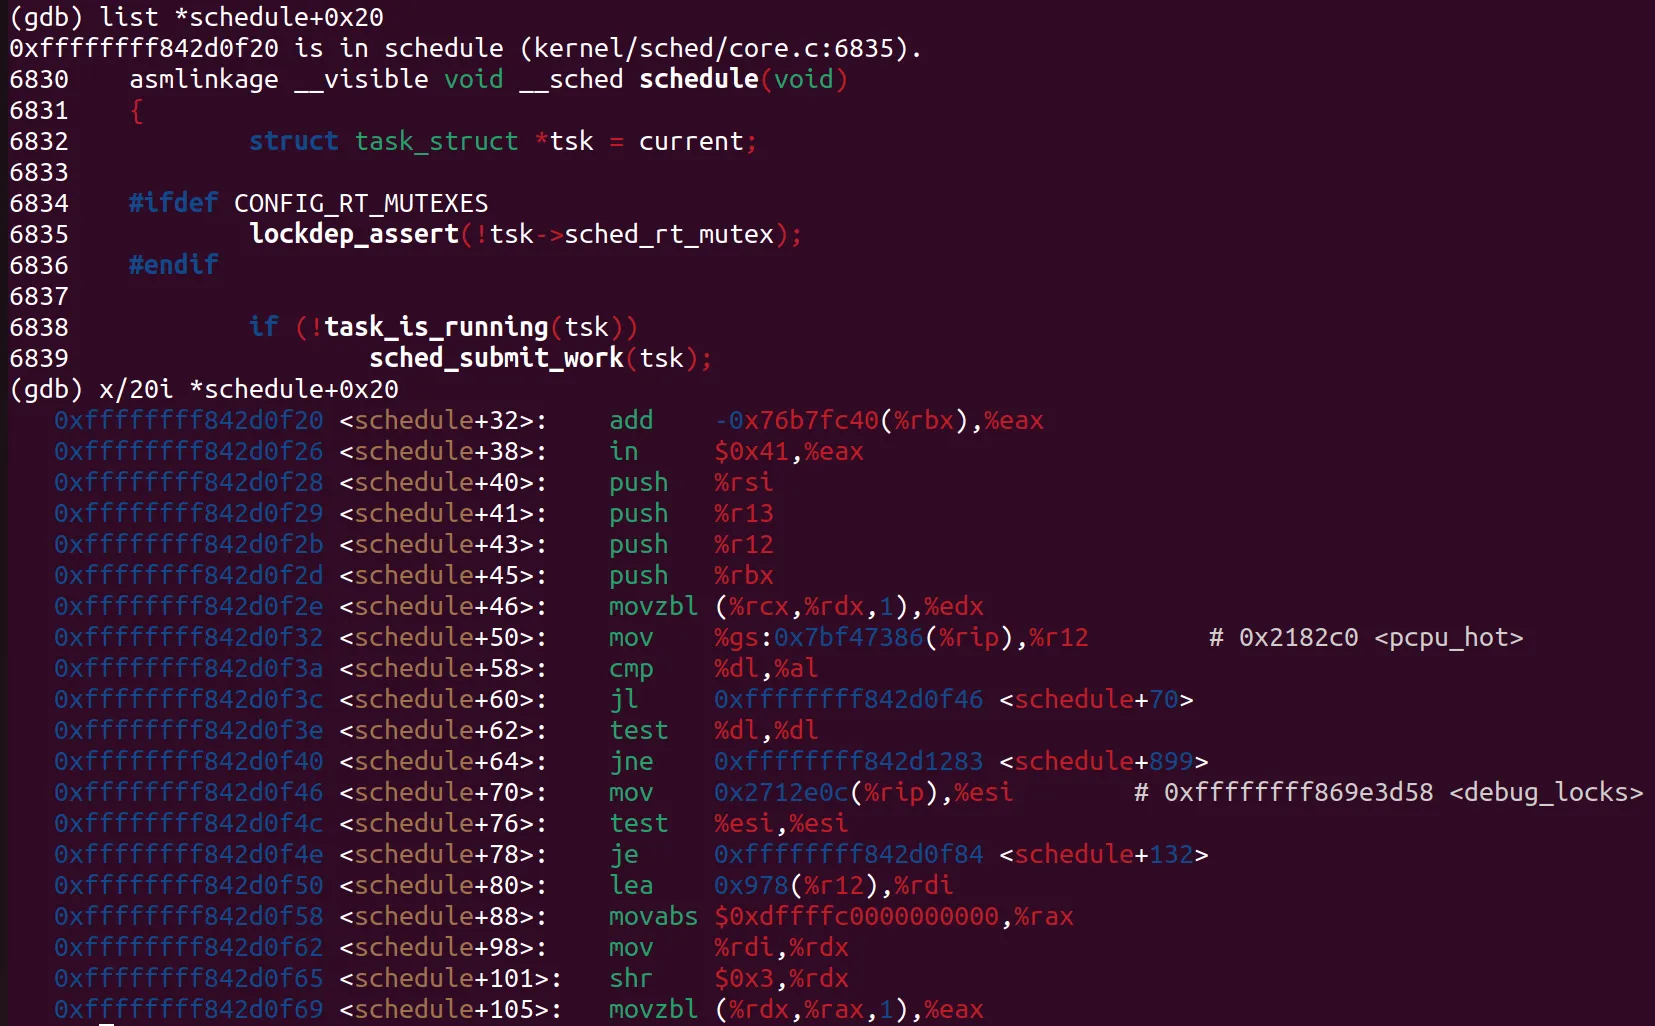 (gdb) list *schedule+0x20
0xffffffff842d0f20 is in schedule (kernel/sched/core.c:6835).
6830    asmlinkage __visible void __sched schedule(void)
6831    {
6832            struct task_struct *tsk = current;
6833
6834    #ifdef CONFIG_RT_MUTEXES
6835            lockdep_assert(!tsk->sched_rt_mutex);
6836    #endif
6837
6838            if (!task_is_running(tsk))
6839                    sched_submit_work(tsk);
(gdb) x/20i *schedule+0x20
   0xffffffff842d0f20 <schedule+32>:    add    -0x76b7fc40(%rbx),%eax
   0xffffffff842d0f26 <schedule+38>:    in     $0x41,%eax
   0xffffffff842d0f28 <schedule+40>:    push   %rsi
   0xffffffff842d0f29 <schedule+41>:    push   %r13
   0xffffffff842d0f2b <schedule+43>:    push   %r12
   0xffffffff842d0f2d <schedule+45>:    push   %rbx
   0xffffffff842d0f2e <schedule+46>:    movzbl (%rcx,%rdx,1),%edx
   0xffffffff842d0f32 <schedule+50>:    mov    %gs:0x7bf47386(%rip),%r12        # 0x2182c0 <pcpu_hot>
   0xffffffff842d0f3a <schedule+58>:    cmp    %dl,%al
   0xffffffff842d0f3c <schedule+60>:    jl     0xffffffff842d0f46 <schedule+70>
   0xffffffff842d0f3e <schedule+62>:    test   %dl,%dl
   0xffffffff842d0f40 <schedule+64>:    jne    0xffffffff842d1283 <schedule+899>
   0xffffffff842d0f46 <schedule+70>:    mov    0x2712e0c(%rip),%esi        # 0xffffffff869e3d58 <debug_locks>
   0xffffffff842d0f4c <schedule+76>:    test   %esi,%esi
   0xffffffff842d0f4e <schedule+78>:    je     0xffffffff842d0f84 <schedule+132>
   0xffffffff842d0f50 <schedule+80>:    lea    0x978(%r12),%rdi
   0xffffffff842d0f58 <schedule+88>:    movabs $0xdffffc0000000000,%rax
   0xffffffff842d0f62 <schedule+98>:    mov    %rdi,%rdx
   0xffffffff842d0f65 <schedule+101>:    shr    $0x3,%rdx
   0xffffffff842d0f69 <schedule+105>:    movzbl (%rdx,%rax,1),%eax